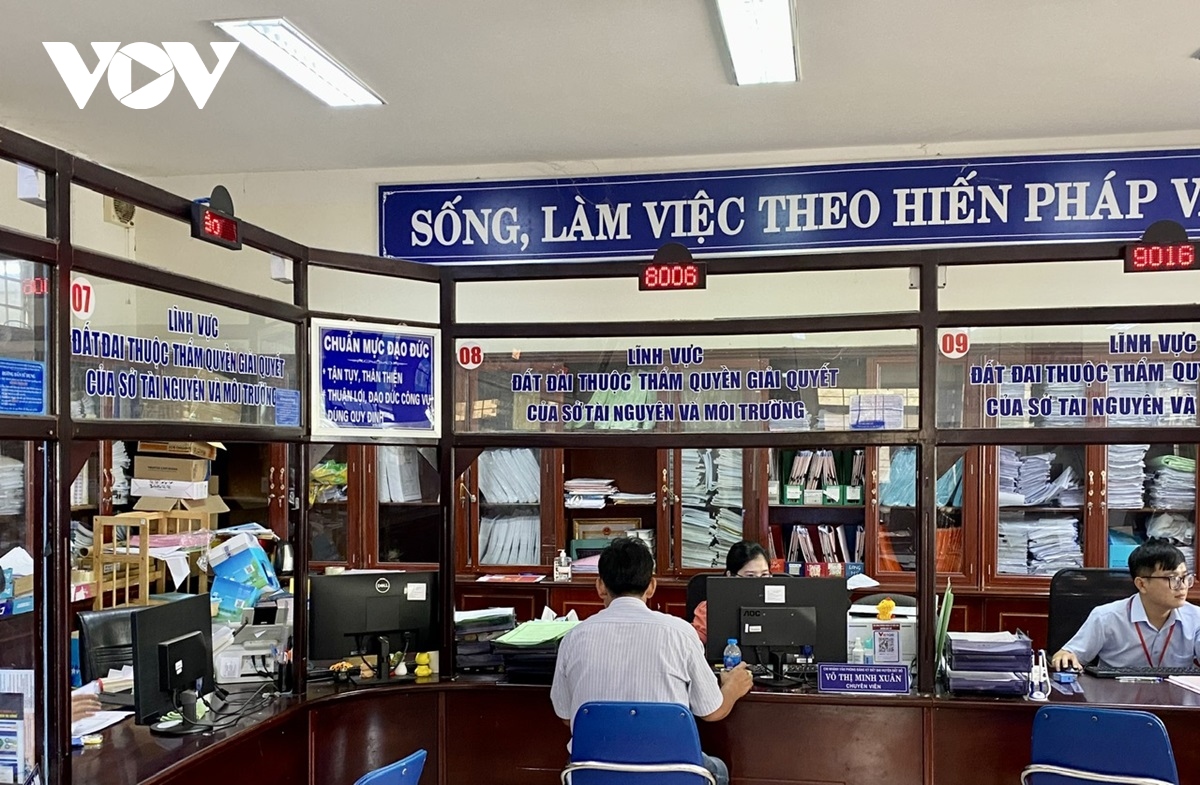 VOV
SỐNG, LÀM VIỆC THEO HIẾN PHÁP V
8006
9016
07
LĨNH VỰC
ĐẤT ĐAI THUỘC THẨM QUYỀN GIẢI QUYẾT
CỦA SỞ TÀI NGUYÊN VÀ MÔI TRƯỜNG
CHUẨN MỰC ĐẠO ĐỨC
* TẬN TỤY, THÂN THIỆN
* THUẬN LỢI, ĐẠO ĐỨC CÔNG VỤ
ĐÚNG QUY ĐỊNH
08
LĨNH VỰC
ĐẤT ĐAI THUỘC THẨM QUYỀN GIẢI QUYẾT
CỦA SỞ TÀI NGUYÊN VÀ MÔI TRƯỜNG
09
LĨNH VỰC
ĐẤT ĐAI THUỘC THẨM QUY
CỦA SỞ TÀI NGUYÊN VÀ
DELL
AOC
VÕ THỊ MINH XUÂN
CHUYÊN VIÊN